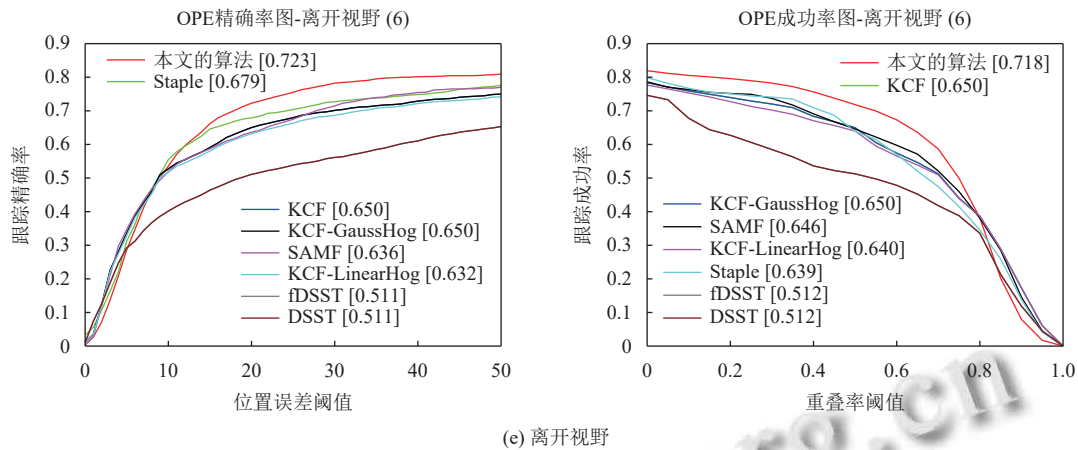 OPE精确率图-离开视野 (6)
0.9
0.8
0.7
0.6
0.5
0.4
0.3
0.2
0.1
0
跟踪精确率
本文的算法 [0.723]
Staple [0.679]
KCF [0.650]
KCF-GaussHog [0.650]
SAMF [0.636]
KCF-LinearHog [0.632]
fDSST [0.511]
DSST [0.511]
0 10 20 30 40 50
位置误差阈值
OPE成功率图-离开视野 (6)
0.9
0.8
0.7
0.6
0.5
0.4
0.3
0.2
0.1
0
跟踪成功率
本文的算法 [0.718]
KCF [0.650]
KCF-GaussHog [0.650]
SAMF [0.646]
KCF-LinearHog [0.640]
Staple [0.639]
fDSST [0.512]
DSST [0.512]
0 0.2 0.4 0.6 0.8 1.0
重叠率阈值
(e) 离开视野